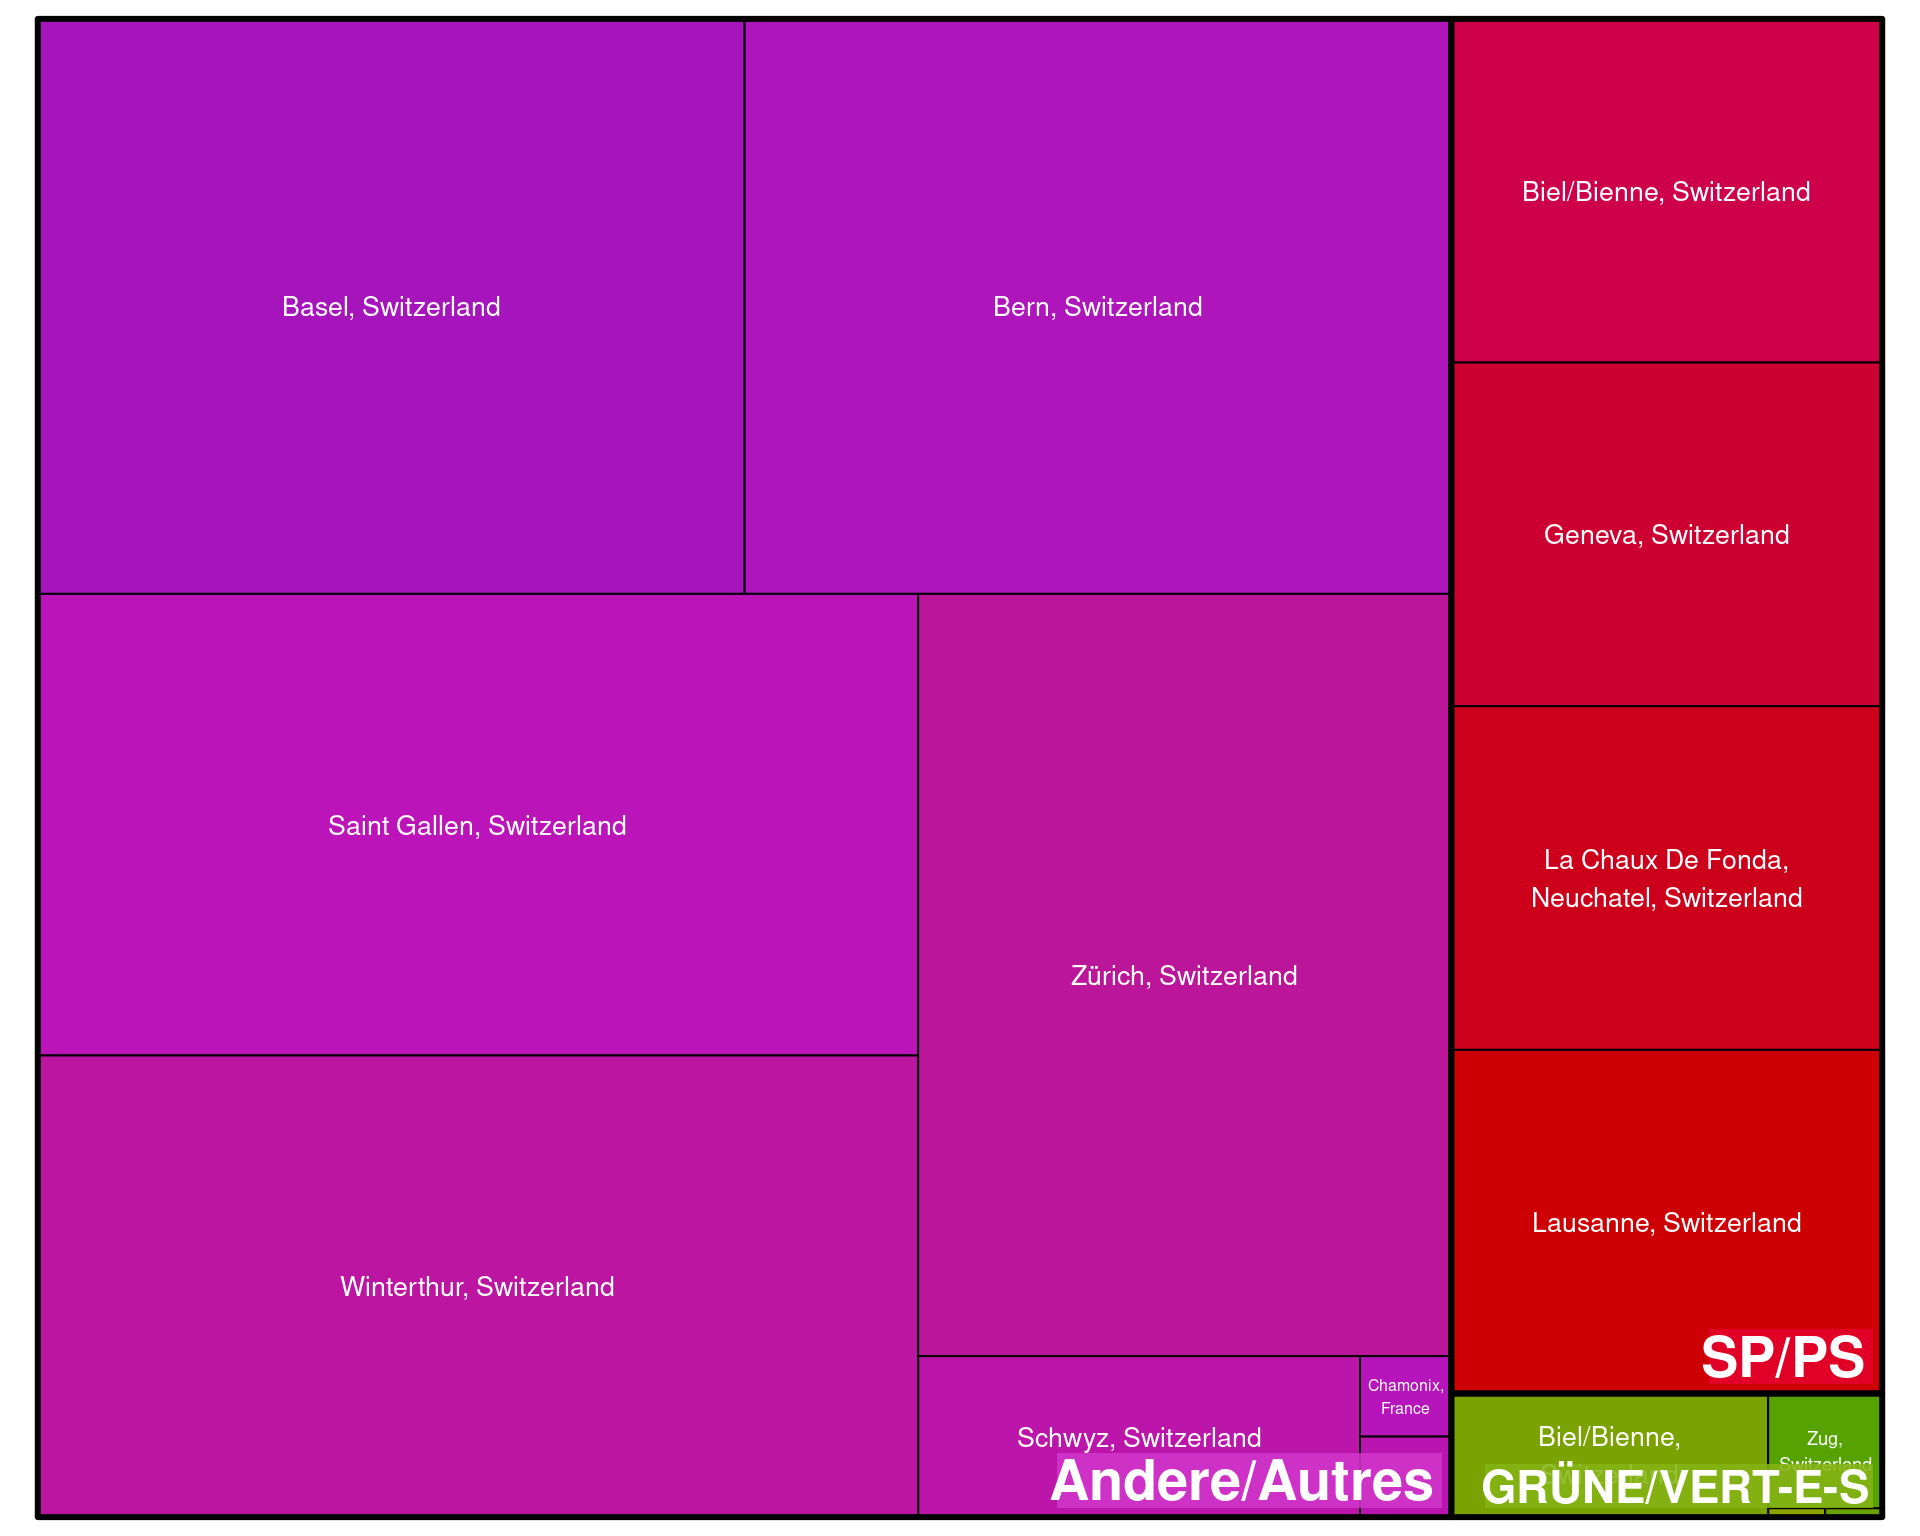 Basel, Switzerland
Bern, Switzerland
Saint Gallen, Switzerland
Zürich, Switzerland
Winterthur, Switzerland
Schwyz, Switzerland
Chamonix,
France
Andere/Autres
Biel/Bienne, Switzerland
Geneva, Switzerland
La Chaux De Fonda,
Neuchatel, Switzerland
Lausanne, Switzerland
SP/PS
Biel/Bienne,
Switzerland
Zug,
Switzerland
GRÜNE/VERT-E-S